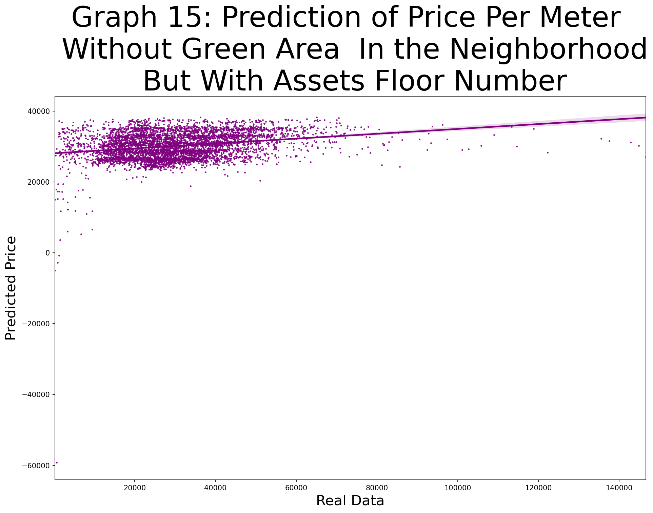 Graph 15: Prediction of Price Per Meter
Without Green Area  In the Neighborhood
But With Assets Floor Number
40000
20000
0
−20000
−40000
−60000
Predicted Price
20000
40000
60000
80000
100000
120000
140000
Real Data